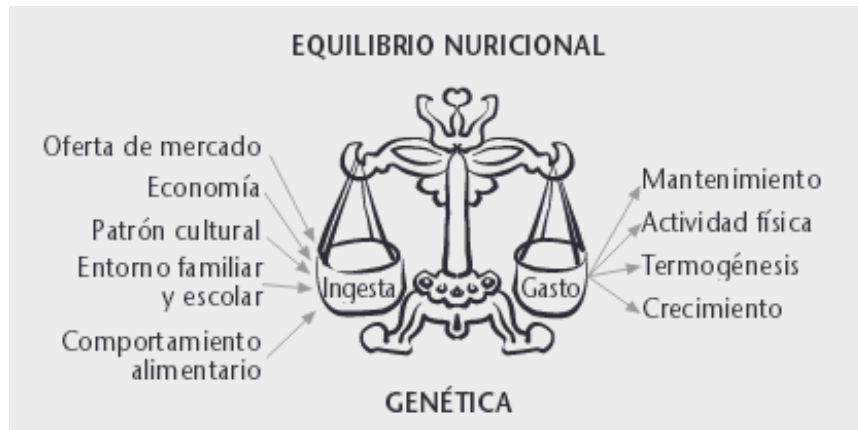 EQUILIBRIO NURICIONAL
Oferta de mercado
Economía
Patrón cultural
Entorno familiar
y escolar
Comportamiento
alimentario
Ingesta
Gasto
Mantenimiento
Actividad física
Termogénesis
Crecimiento
GENÉTICA